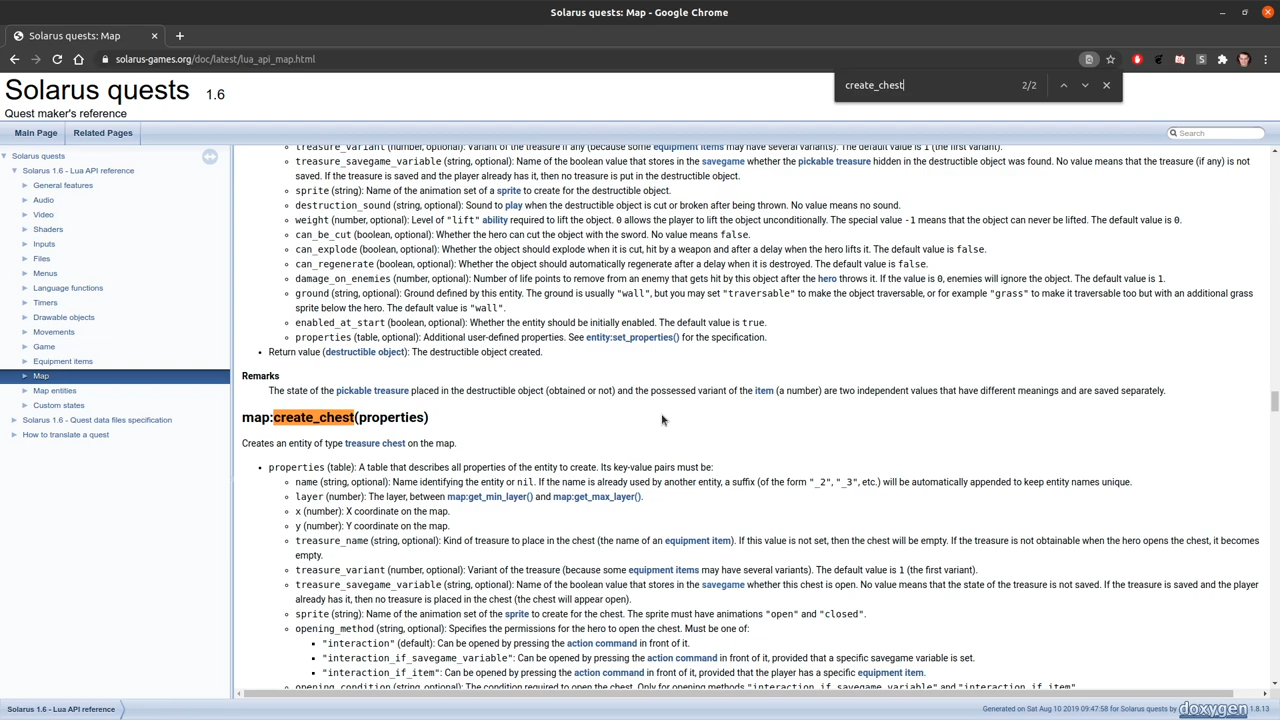 Solarus quests: Map - Google Chrome
Solarus quests: Map
solarus-games.org/doc/latest/lua_api_map.html
create_chest 2/2
Solarus quests 1.6
Quest maker's reference
Main Page Related Pages
Search
Solarus quests
Solarus 1.6 - Lua API reference
General features
Audio
Video
Shaders
Inputs
Files
Menus
Language functions
Timers
Drawable objects
Movements
Game
Equipment items
Map
Map entities
Custom states
Solarus 1.6 - Quest data files specification
How to translate a quest
treasure_variant (number, optional): Variant of the treasure if any (because some equipment items may have several variants). The default value is 1 (the first variant).
treasure_savegame_variable (string, optional): Name of the boolean value that stores in the savegame whether the pickable treasure hidden in the destructible object was found. No value means that the treasure (if any) is not
saved. If the treasure is saved and the player already has it, then no treasure is put in the destructible object.
sprite (string): Name of the animation set of a sprite to create for the destructible object.
destruction_sound (string, optional): Sound to play when the destructible object is cut or broken after being thrown. No value means no sound.
weight (number, optional): Level of "lift" ability required to lift the object. 0 allows the player to lift the object unconditionally. The special value -1 means that the object can never be lifted. The default value is 0.
can_be_cut (boolean, optional): Whether the hero can cut the object with the sword. No value means false.
can_explode (boolean, optional): Whether the object should explode when it is cut, hit by a weapon and after a delay when the hero lifts it. The default value is false.
can_regenerate (boolean, optional): Whether the object should automatically regenerate after a delay when it is destroyed. The default value is false.
damage_on_enemies (number, optional): Number of life points to remove from an enemy that gets hit by this object after the hero throws it. If the value is 0, enemies will ignore the object. The default value is 1.
ground (string, optional): Ground defined by this entity. The ground is usually "wall", but you may set "traversable" to make the object traversable, or for example "grass" to make it traversable too but with an additional grass
sprite below the hero. The default value is "wall".
enabled_at_start (boolean, optional): Whether the entity should be initially enabled. The default value is true.
properties (table, optional): Additional user-defined properties. See entity:set_properties() for the specification.
Return value (destructible object): The destructible object created.
Remarks
The state of the pickable treasure placed in the destructible object (obtained or not) and the possessed variant of the item (a number) are two independent values that have different meanings and are saved separately.
map:create_chest(properties)
Creates an entity of type treasure chest on the map.
properties (table): A table that describes all properties of the entity to create. Its key-value pairs must be:
name (string, optional): Name identifying the entity or nil. If the name is already used by another entity, a suffix (of the form "_2", "_3", etc.) will be automatically appended to keep entity names unique.
layer (number): The layer, between map:get_min_layer() and map:get_max_layer().
x (number): X coordinate on the map.
y (number): Y coordinate on the map.
treasure_name (string, optional): Kind of treasure to place in the chest (the name of an equipment item). If this value is not set, then the chest will be empty. If the treasure is not obtainable when the hero opens the chest, it becomes
empty.
treasure_variant (number, optional): Variant of the treasure (because some equipment items may have several variants). The default value is 1 (the first variant).
treasure_savegame_variable (string, optional): Name of the boolean value that stores in the savegame whether this chest is open. No value means that the state of the treasure is not saved. If the treasure is saved and the player
already has it, then no treasure is placed in the chest (the chest will appear open).
sprite (string): Name of the animation set of the sprite to create for the chest. The sprite must have animations "open" and "closed".
opening_method (string, optional): Specifies the permissions for the hero to open the chest. Must be one of:
"interaction" (default): Can be opened by pressing the action command in front of it.
"interaction_if_savegame_variable": Can be opened by pressing the action command in front of it, provided that a specific savegame variable is set.
"interaction_if_item": Can be opened by pressing the action command in front of it, provided that the player has a specific equipment item.
opening_condition (string, optional): The condition required to open the chest. Only for opening methods "interaction_if_savegame_variable" and "interaction_if_item".
Solarus 1.6 - Lua API reference
Generated on Sat Aug 10 2019 09:47:58 for Solarus quests by doxygen 1.8.13